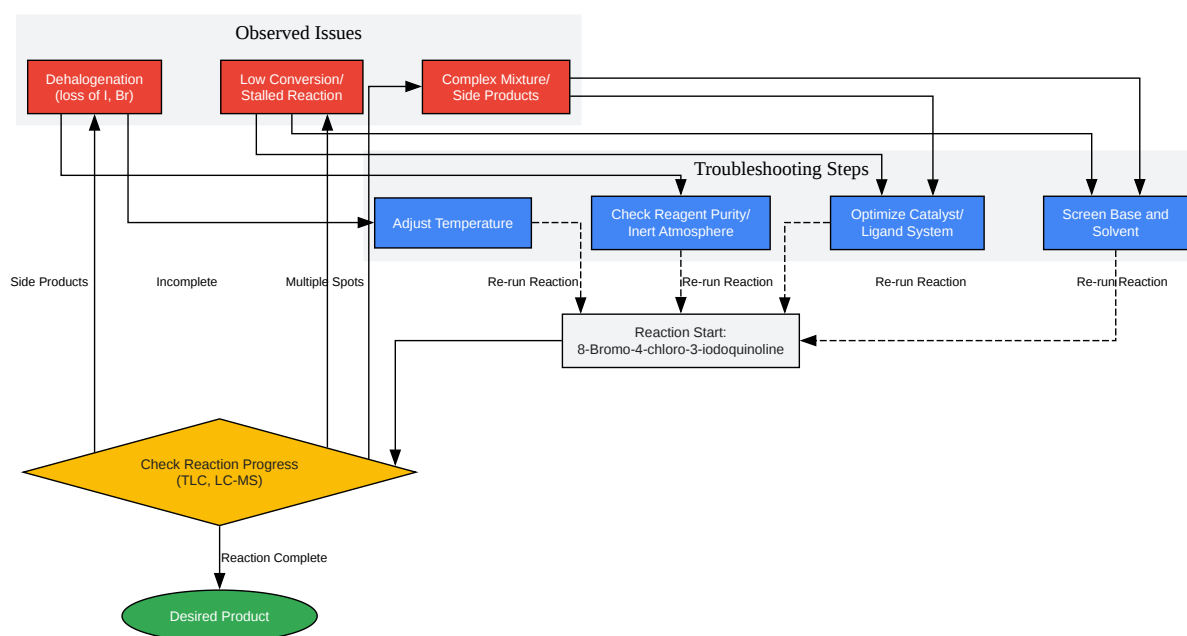 Observed Issues
Dehalogenation
(loss of I, Br)
Low Conversion/
Stalled Reaction
Complex Mixture/
Side Products
Troubleshooting Steps
Adjust Temperature
Check Reagent Purity/
Inert Atmosphere
Optimize Catalyst/
Ligand System
Screen Base and
Solvent
Side Products
Incomplete
Multiple Spots
Re-run Reaction
Re-run Reaction
Re-run Reaction
Re-run Reaction
Reaction Start:
8-Bromo-4-chloro-3-iodoquinoline
Check Reaction Progress
(TLC, LC-MS)
Reaction Complete
Desired Product